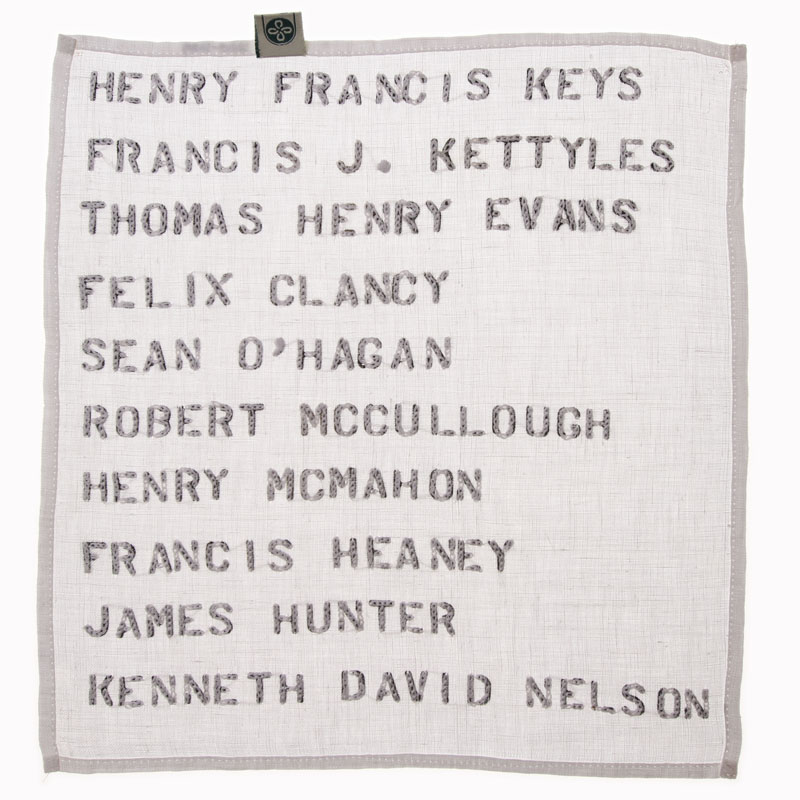 HENRY FRANCIS KEYS
FRANCIS J. KETTYLES
THOMAS HENRY EVANS
FELIX CLANCY
SEAN O'HAGAN
ROBERT MCCULLOUGH
HENRY MCMAHON
FRANCIS HEANEY
JAMES HUNTER
KENNETH DAVID NELSON